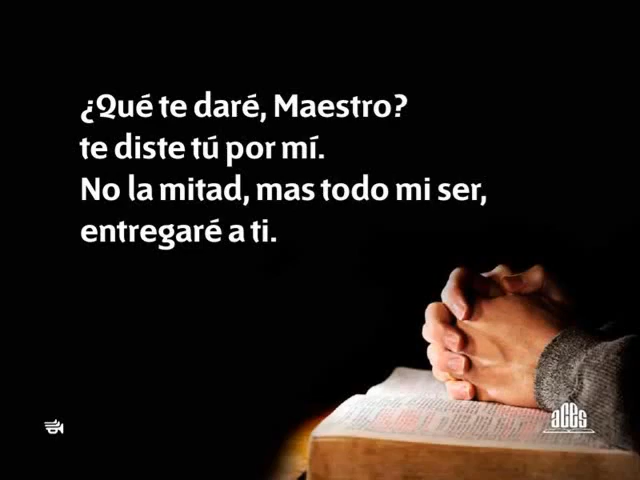 ¿Qué te daré, Maestro?
te diste tú por mí.
No la mitad, mas todo mi ser,
entregaré a ti.
aces